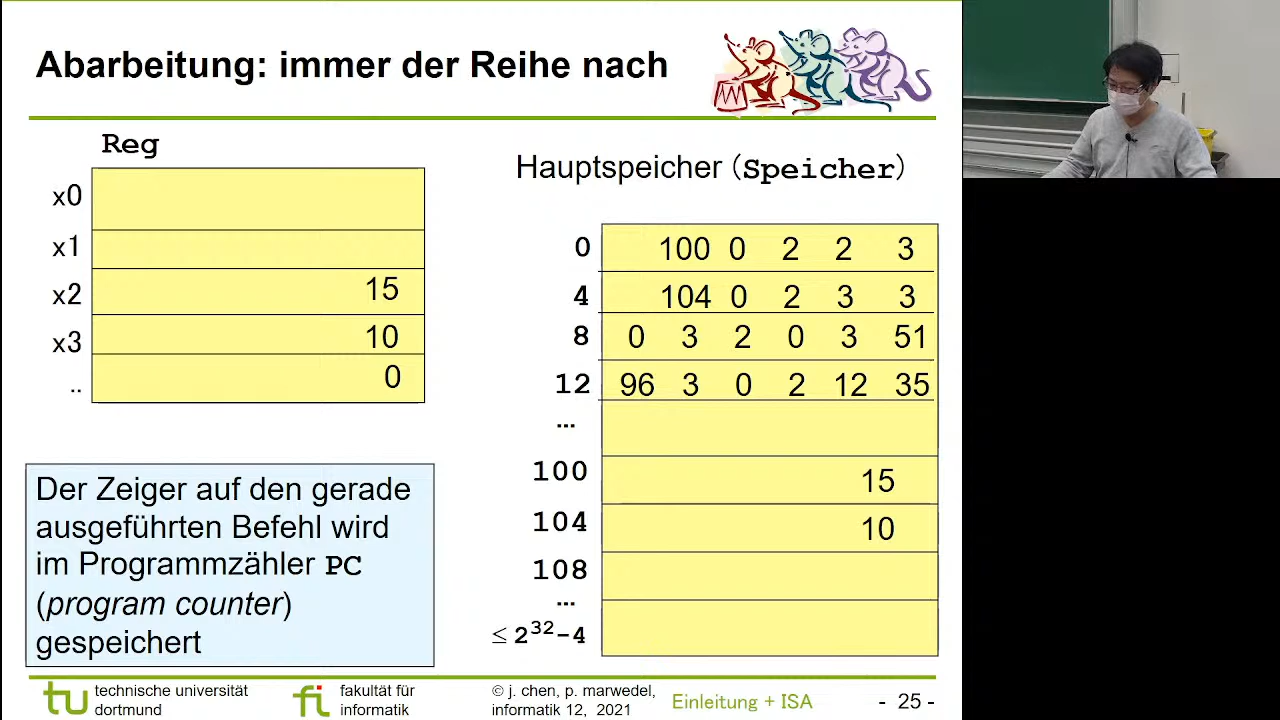 Abarbeitung: immer der Reihe nach
Reg
x0
x1
x2 15
x3 10
.. 0
Hauptspeicher (Speicher)
0 100 0 2 2 3
4 104 0 2 3 3
8 0 3 2 0 3 51
12 96 3 0 2 12 35
…
100 15
104 10
108
…
≤ 2³²-4
Der Zeiger auf den gerade
ausgeführten Befehl wird
im Programmzähler PC
(program counter)
gespeichert
tu technische universität
dortmund
fi fakultät für
informatik
© j. chen, p. marwedel,
informatik 12, 2021
Einleitung + ISA
- 25 -